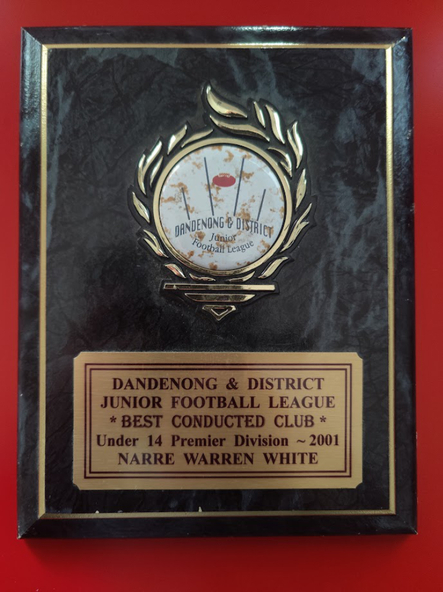 DANDENONG & DISTRICT
Junior
Football League
DANDENONG & DISTRICT
JUNIOR FOOTBALL LEAGUE
* BEST CONDUCTED CLUB *
Under 14 Premier Division ~ 2001
NARRE WARREN WHITE